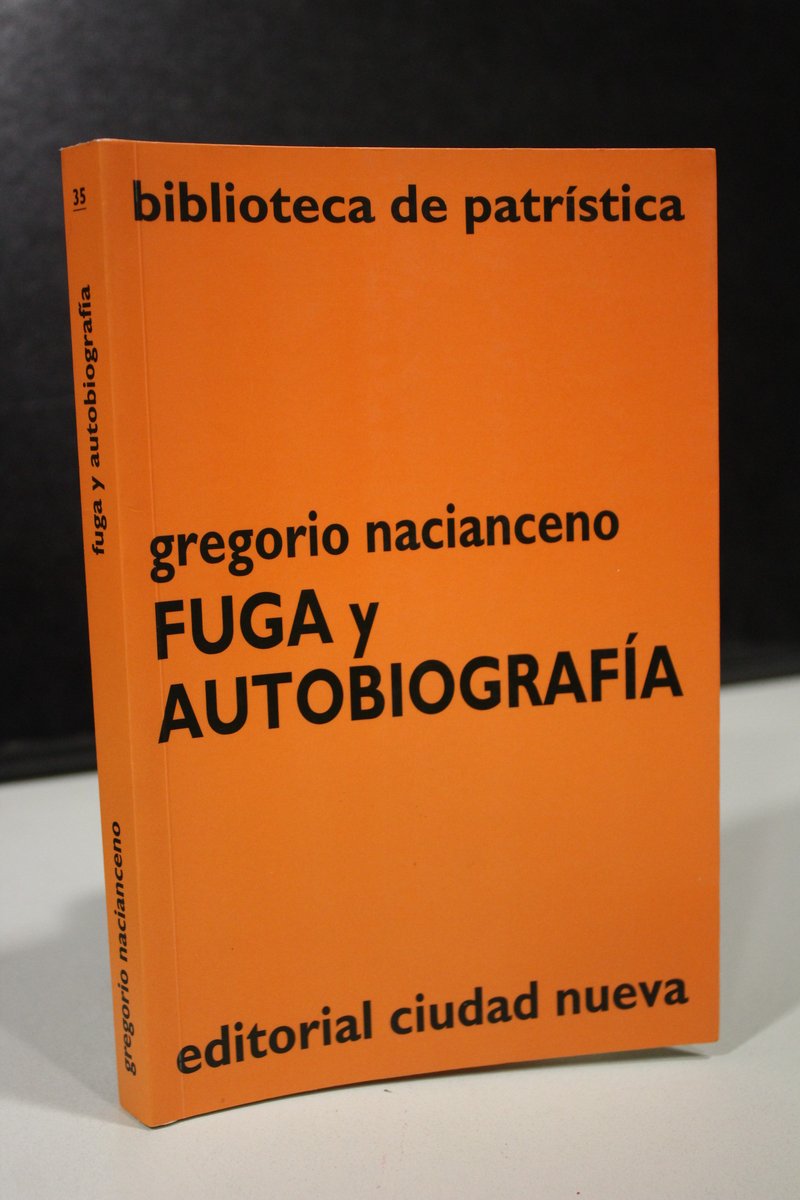 35
fuga y autobiografía
gregorio nacianceno
biblioteca de patrística
gregorio nacianceno
FUGA y
AUTOBIOGRAFÍA
editorial ciudad nueva